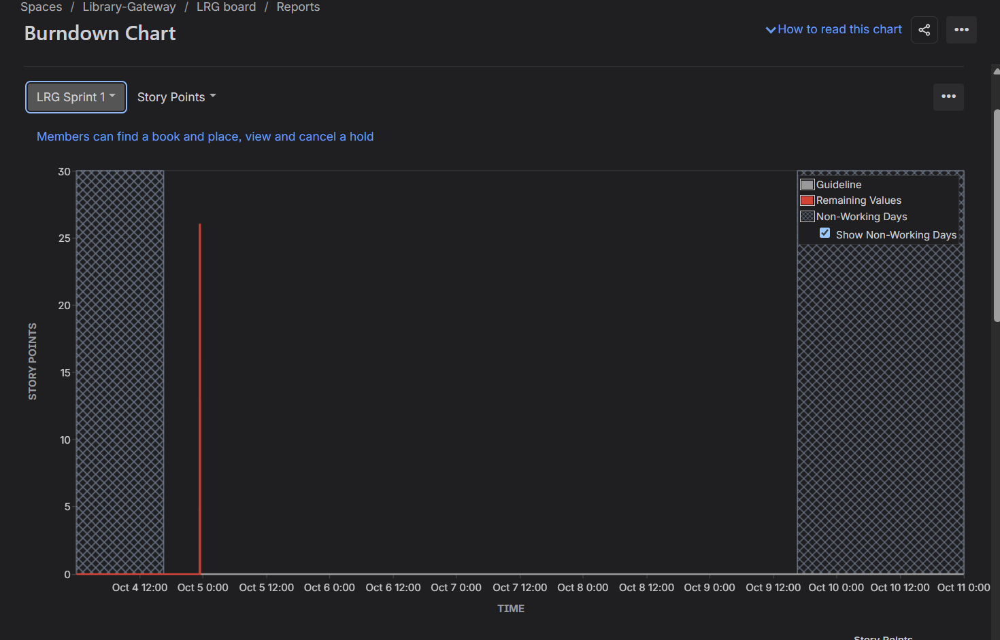 Spaces / Library-Gateway / LRG board / Reports
Burndown Chart
How to read this chart
LRG Sprint 1
Story Points
Members can find a book and place, view and cancel a hold
Guideline
Remaining Values
Non-Working Days
Show Non-Working Days
STORY POINTS
30
25
20
15
10
5
0
Oct 4 12:00 Oct 5 0:00 Oct 5 12:00 Oct 6 0:00 Oct 6 12:00 Oct 7 0:00 Oct 7 12:00 Oct 8 0:00 Oct 8 12:00 Oct 9 0:00 Oct 9 12:00 Oct 10 0:00 Oct 10 12:00 Oct 11 0:00
TIME
Story Points